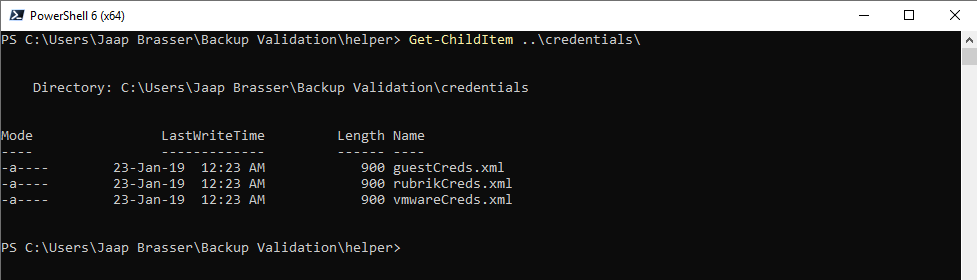 PowerShell 6 (x64)
PS C:\Users\Jaap Brasser\Backup Validation\helper> Get-ChildItem ..\credentials\
Directory: C:\Users\Jaap Brasser\Backup Validation\credentials
Mode                LastWriteTime         Length Name
----                -------------         ------ ----
-a----       23-Jan-19  12:23 AM            900 guestCreds.xml
-a----       23-Jan-19  12:23 AM            900 rubrikCreds.xml
-a----       23-Jan-19  12:23 AM            900 vmwareCreds.xml
PS C:\Users\Jaap Brasser\Backup Validation\helper>